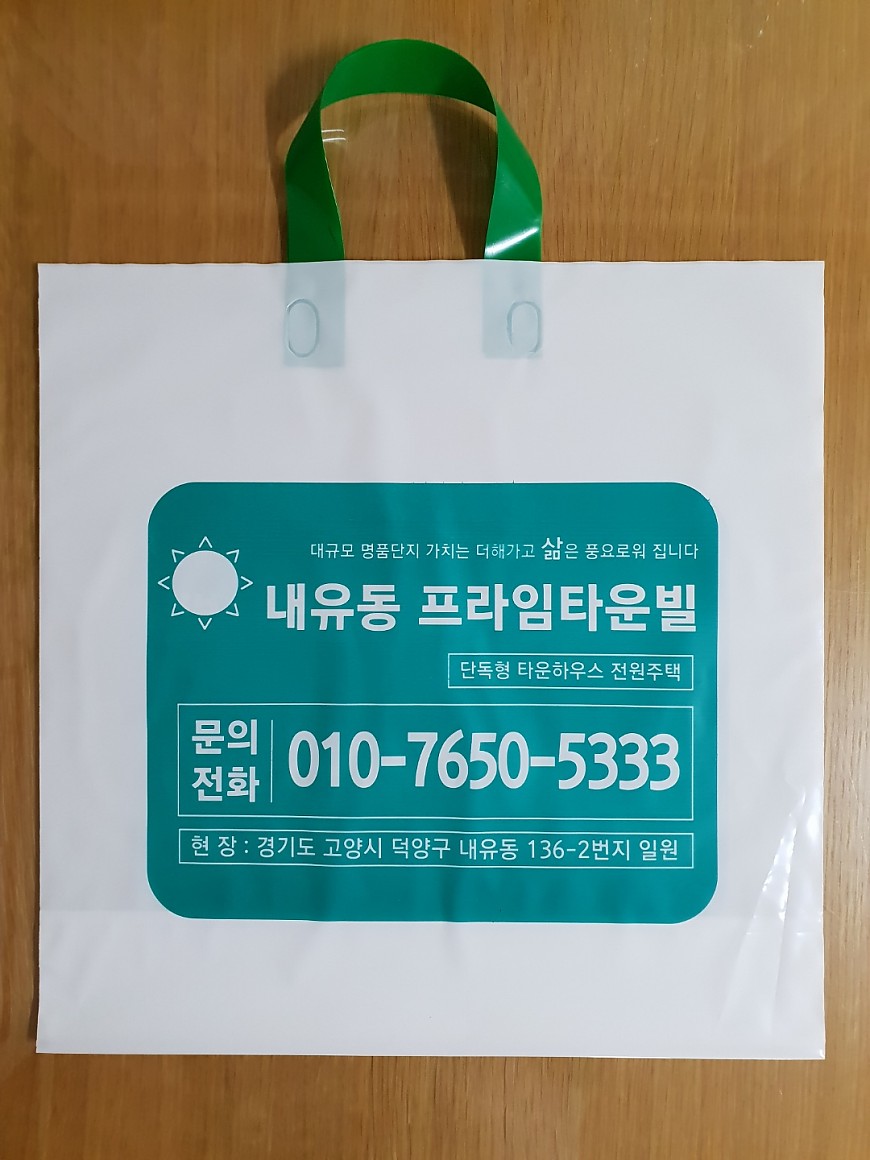 대규모 명품단지 가치는 더해가고 삶은 풍요로워 집니다
내유동 프라임타운빌
단독형 타운하우스 전원주택
문의
전화
010-7650-5333
현 장 : 경기도 고양시 덕양구 내유동 136-2번지 일원